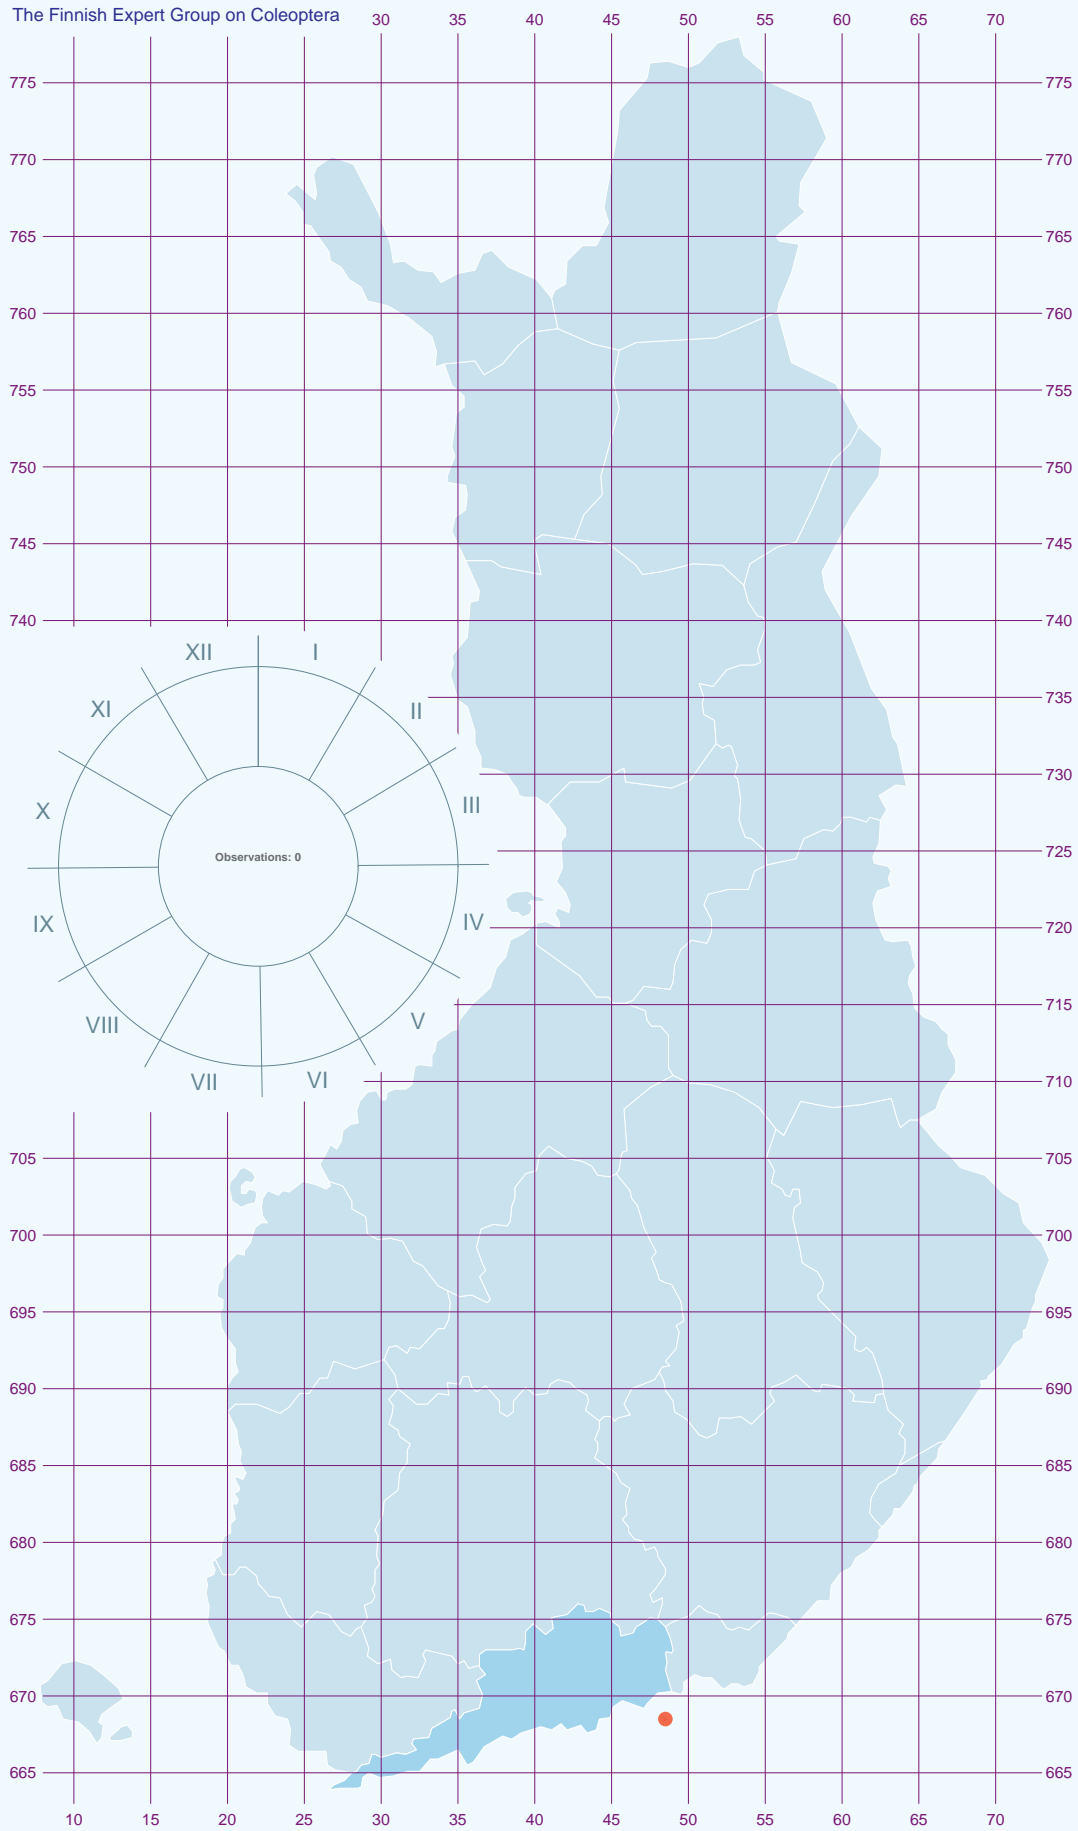 The Finnish Expert Group on Coleoptera 30 35 40 45 50 55 60 65 70
775 775
770 770
765 765
760 760
755 755
750 750
745 745
740 740
XII I
XI II
735
730
X III
Observations: 0
725
IX IV
720
VIII V
715
VII VI
710
705 705
700 700
695 695
690 690
685 685
680 680
675 675
670 670
665 665
10 15 20 25 30 35 40 45 50 55 60 65 70